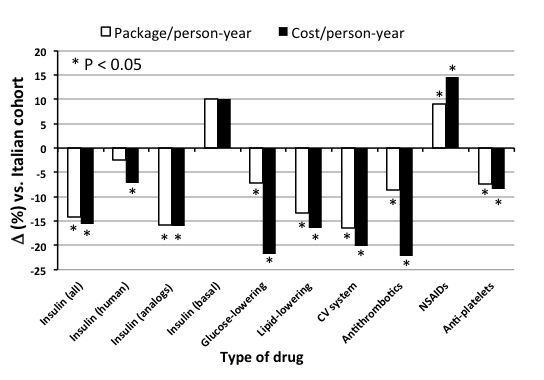 Package/person-year Cost/person-year
* P < 0.05
Δ (%) vs. Italian cohort
20
15
10
5
0
-5
-10
-15
-20
-25
* * * * * * * * * * * * * * * * *
Insulin (all)
Insulin (human)
Insulin (analogs)
Insulin (basal)
Glucose-lowering
Lipid-lowering
CV system
Antithrombotics
NSAIDs
Anti-platelets
Type of drug